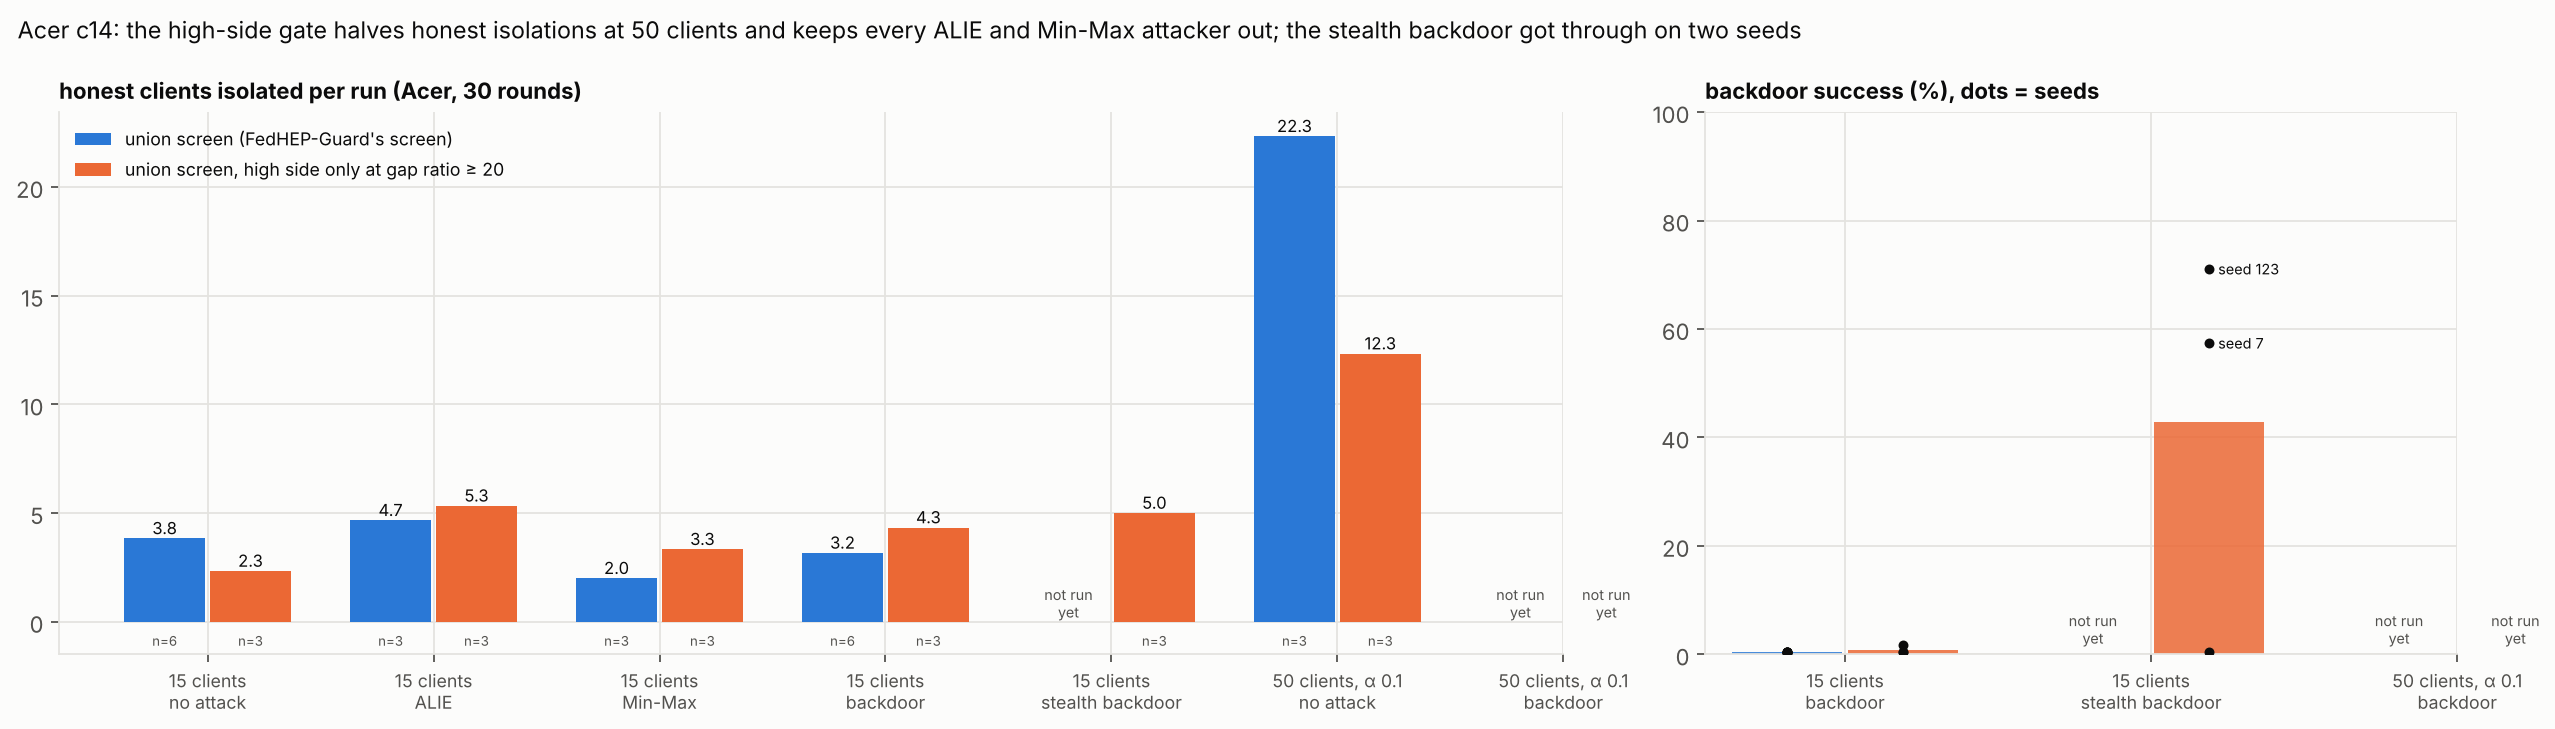 Acer c14: the high-side gate halves honest isolations at 50 clients and keeps every ALIE and Min-Max attacker out; the stealth backdoor got through on two seeds
honest clients isolated per run (Acer, 30 rounds)
union screen (FedHEP-Guard's screen)
union screen, high side only at gap ratio ≥ 20
20
15
10
5
0
3.8
2.3
4.7
5.3
2.0
3.3
3.2
4.3
not run
yet
5.0
22.3
12.3
not run
yet
not run
yet
n=6
n=3
n=3
n=3
n=3
n=3
n=6
n=3
n=3
n=3
n=3
15 clients
no attack
15 clients
ALIE
15 clients
Min-Max
15 clients
backdoor
15 clients
stealth backdoor
50 clients, α 0.1
no attack
50 clients, α 0.1
backdoor
backdoor success (%), dots = seeds
100
80
60
40
20
0
seed 123
seed 7
not run
yet
not run
yet
not run
yet
15 clients
backdoor
15 clients
stealth backdoor
50 clients, α 0.1
backdoor